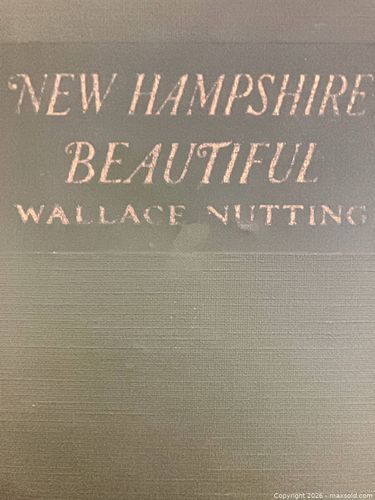 NEW HAMPSHIRE
BEAUTIFUL
WALLACE NUTTING
Copyright 2026 - maxsold.com